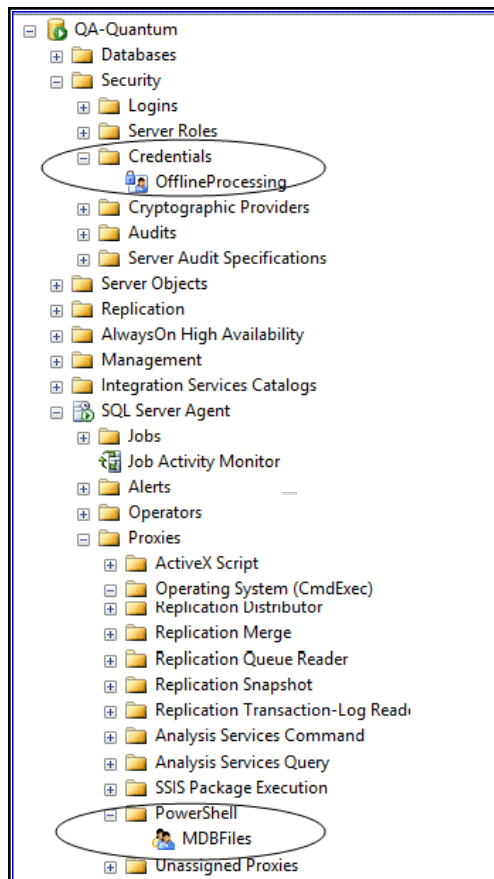 QA-Quantum
Databases
Security
Logins
Server Roles
Credentials
OfflineProcessing
Cryptographic Providers
Audits
Server Audit Specifications
Server Objects
Replication
AlwaysOn High Availability
Management
Integration Services Catalogs
SQL Server Agent
Jobs
Job Activity Monitor
Alerts
Operators
Proxies
ActiveX Script
Operating System (CmdExec)
Replication Distributor
Replication Merge
Replication Queue Reader
Replication Snapshot
Replication Transaction-Log Reade
Analysis Services Command
Analysis Services Query
SSIS Package Execution
PowerShell
MDBFiles
Unassigned Proxies